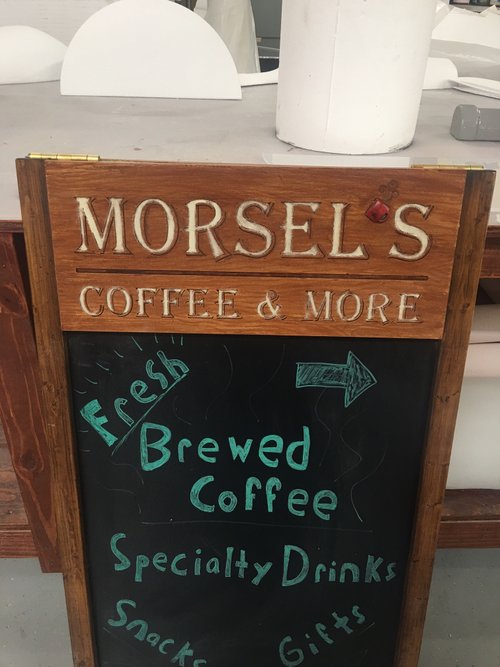 MORSEL'S
COFFEE & MORE
Fresh
Brewed
Coffee
Specialty Drinks
Snacks
Gifts